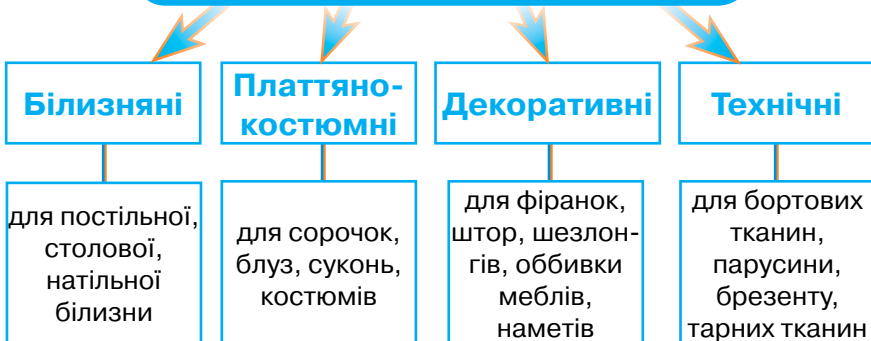 Білизняні
Платтяно-
костюмні
Декоративні
Технічні
для постільної,
столової,
натільної
білизни
для сорочок,
блуз, суконь,
костюмів
для фіранок,
штор, шезлон-
гів, оббивки
меблів,
наметів
для бортових
тканин,
парусини,
брезенту,
тарних тканин